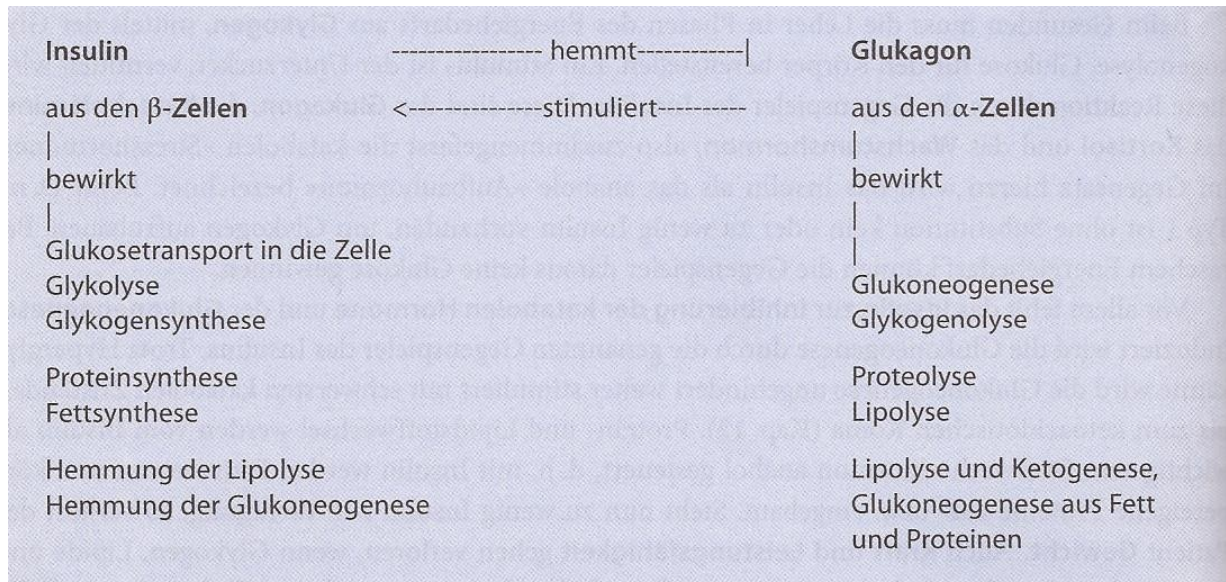 Insulin ---------------- hemmt-----------| Glukagon
aus den β-Zellen <--------------stimuliert--------- aus den α-Zellen
| |
bewirkt bewirkt
| |
Glukosetransport in die Zelle |
Glykolyse Glukoneogenese
Glykogensynthese Glykogenolyse
Proteinsynthese Proteolyse
Fettsynthese Lipolyse
Hemmung der Lipolyse Lipolyse und Ketogenese,
Hemmung der Glukoneogenese Glukoneogenese aus Fett
und Proteinen